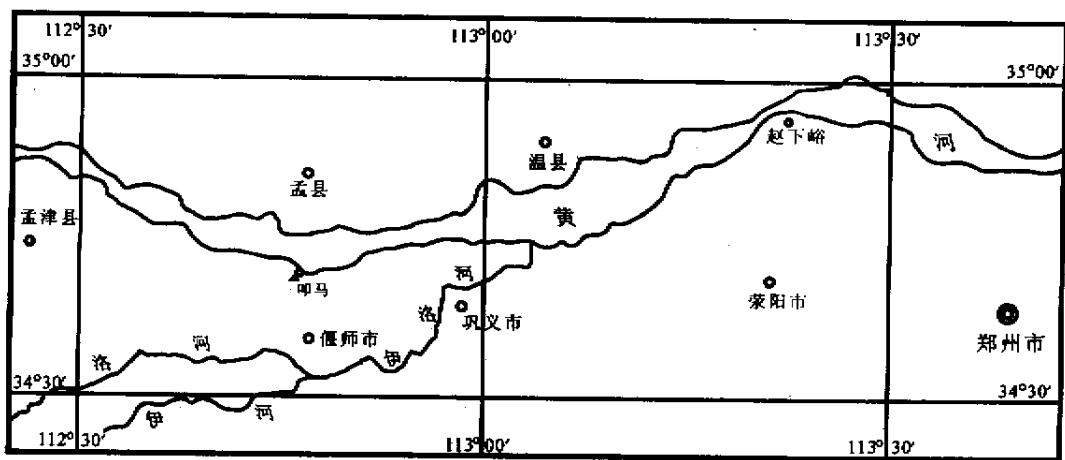 112°30′
113°00′
113°30′
35°00′
35°00′
河
赵下峪
温县
孟县
黄
孟津县
叩马
河
荥阳市
洛
巩义市
郑州市
偃师市
河
洛
伊
34°30′
34°30′
伊
河
112°30′
113°00′
113°30′